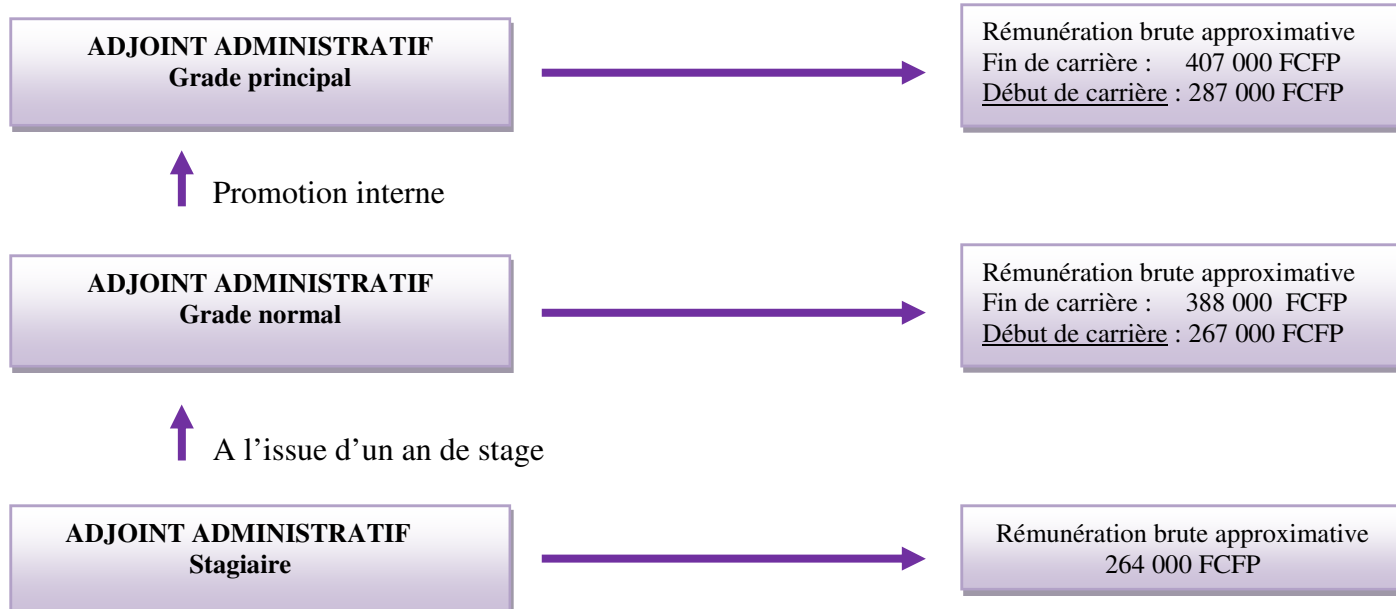 ADJOINT ADMINISTRATIF
Grade principal
Rémunération brute approximative
Fin de carrière : 407 000 FCFP
Début de carrière : 287 000 FCFP
Promotion interne
ADJOINT ADMINISTRATIF
Grade normal
Rémunération brute approximative
Fin de carrière : 388 000 FCFP
Début de carrière : 267 000 FCFP
A l’issue d’un an de stage
ADJOINT ADMINISTRATIF
Stagiaire
Rémunération brute approximative
264 000 FCFP